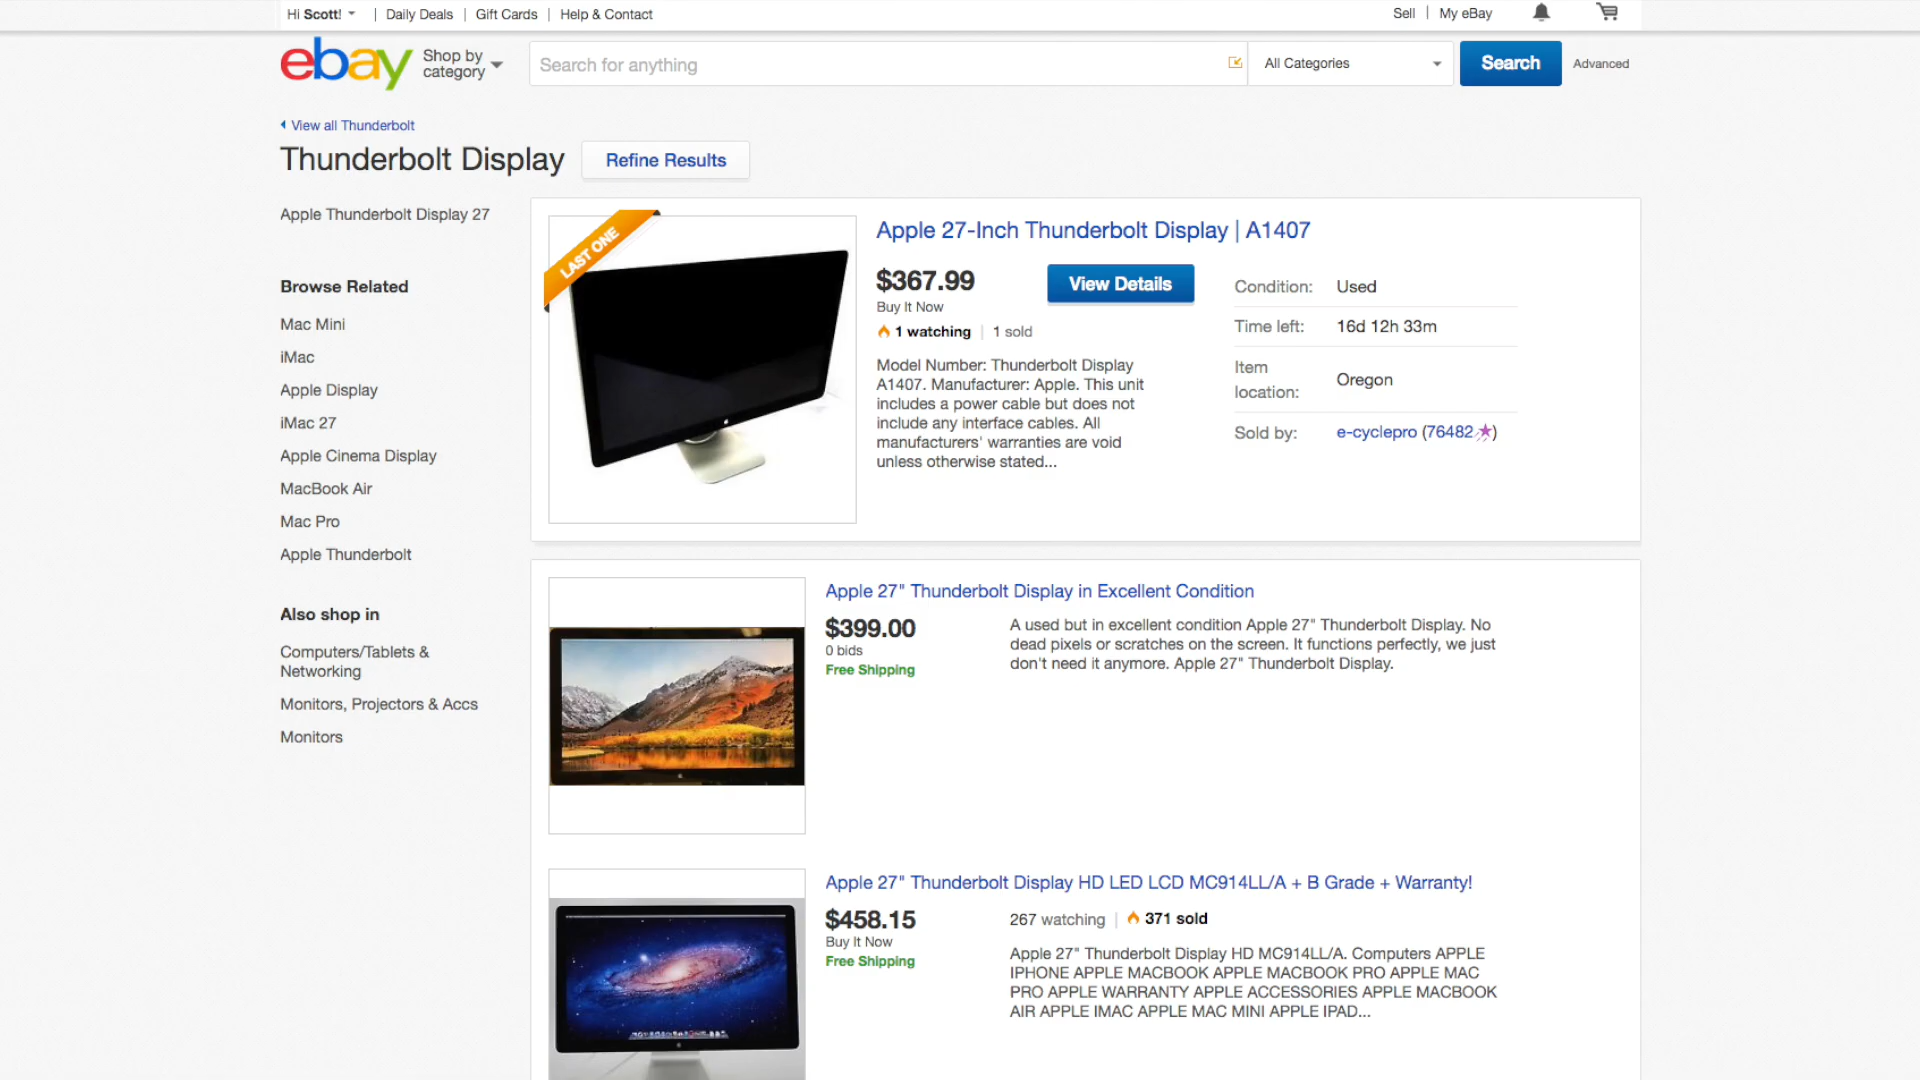 Hi Scott!
Daily Deals
Gift Cards
Help & Contact
Sell
My eBay
ebay
Shop by
category
Search for anything
All Categories
Search
Advanced
View all Thunderbolt
Thunderbolt Display
Refine Results
Apple Thunderbolt Display 27
Browse Related
Mac Mini
iMac
Apple Display
iMac 27
Apple Cinema Display
MacBook Air
Mac Pro
Apple Thunderbolt
Also shop in
Computers/Tablets &
Networking
Monitors, Projectors & Accs
Monitors
LAST ONE
Apple 27-Inch Thunderbolt Display | A1407
$367.99
Buy It Now
1 watching | 1 sold
View Details
Model Number: Thunderbolt Display
A1407. Manufacturer: Apple. This unit
includes a power cable but does not
include any interface cables. All
manufacturers' warranties are void
unless otherwise stated...
Condition: Used
Time left: 16d 12h 33m
Item
location:
Oregon
Sold by: e-cyclepro (76482)
Apple 27" Thunderbolt Display in Excellent Condition
$399.00
0 bids
Free Shipping
A used but in excellent condition Apple 27" Thunderbolt Display. No
dead pixels or scratches on the screen. It functions perfectly, we just
don't need it anymore. Apple 27" Thunderbolt Display.
Apple 27" Thunderbolt Display HD LED LCD MC914LL/A + B Grade + Warranty!
$458.15
Buy It Now
Free Shipping
267 watching | 371 sold
Apple 27" Thunderbolt Display HD MC914LL/A. Computers APPLE
IPHONE APPLE MACBOOK APPLE MACBOOK PRO APPLE MAC
PRO APPLE WARRANTY APPLE ACCESSORIES APPLE MACBOOK
AIR APPLE IMAC APPLE MAC MINI APPLE IPAD...